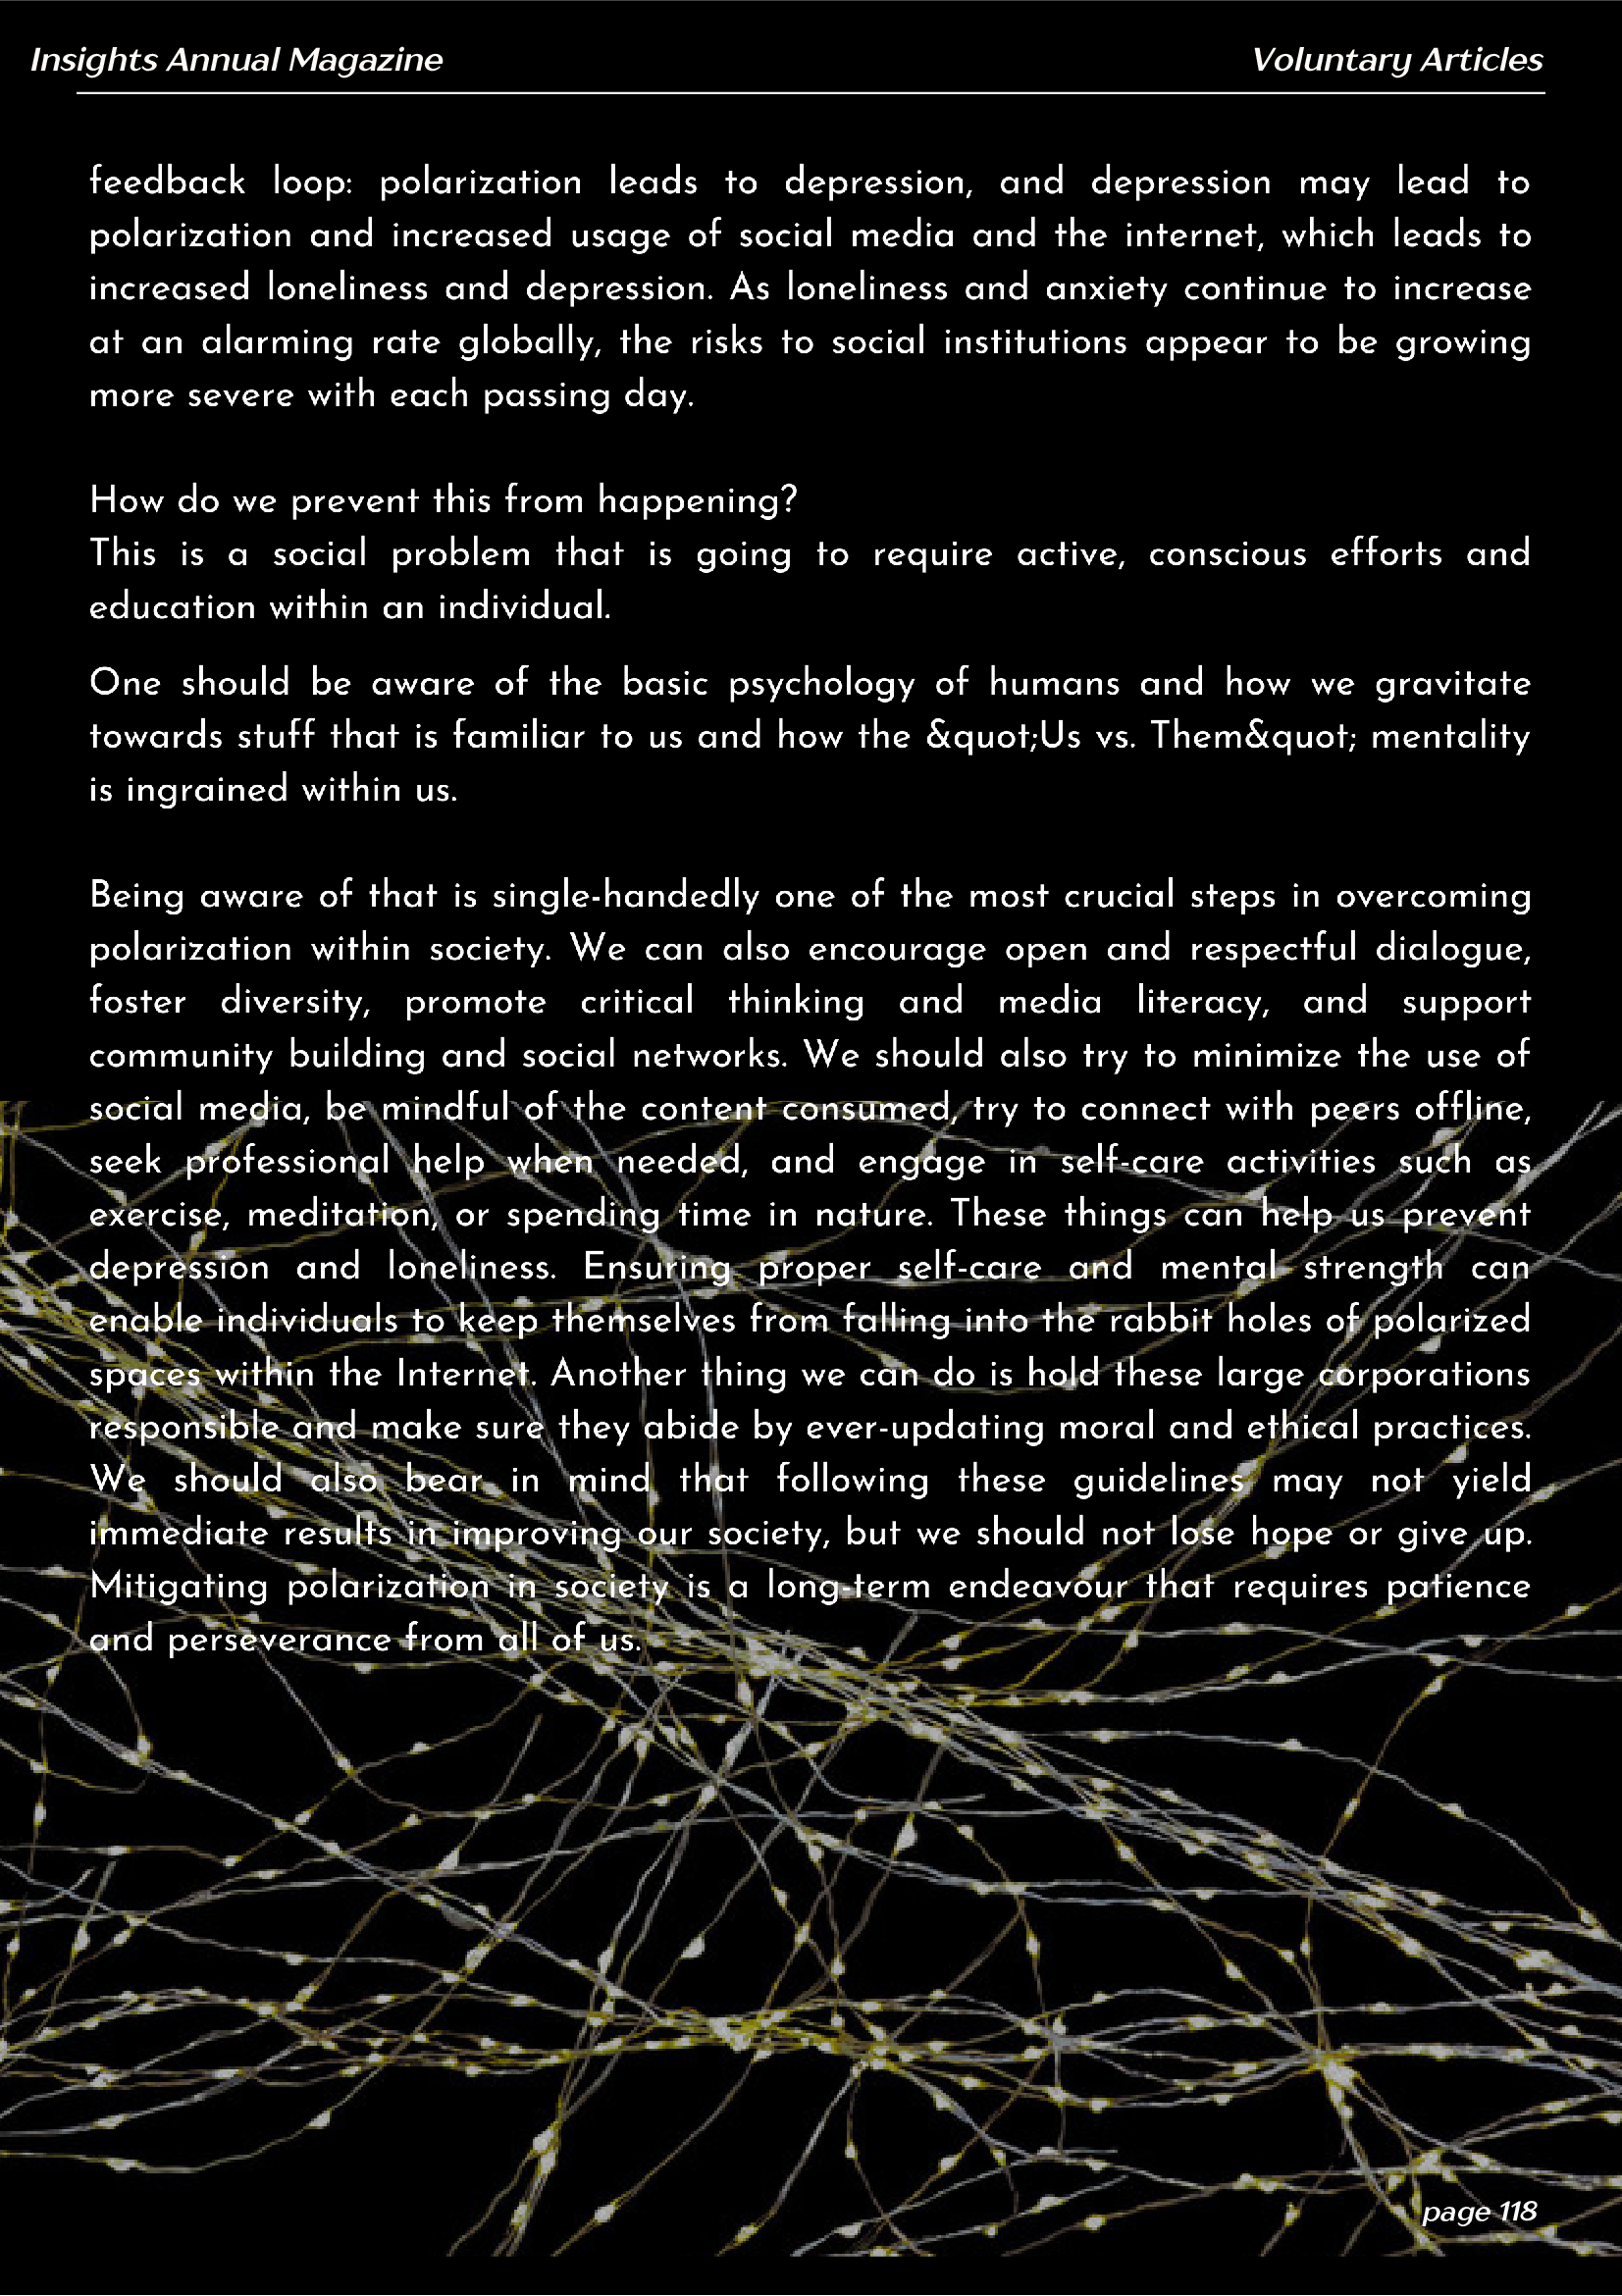 Insights Annual Magazine
Voluntary Articles
feedback loop: polarization leads to depression, and depression may lead to
polarization and increased usage of social media and the internet, which leads to
increased loneliness and depression. As loneliness and anxiety continue to increase
at an alarming rate globally, the risks to social institutions appear to be growing
more severe with each passing day.
How do we prevent this from happening?
This is a social problem that is going to require active, conscious efforts and
education within an individual.
One should be aware of the basic psychology of humans and how we gravitate
towards stuff that is familiar to us and how the &quot;Us vs. Them&quot; mentality
is ingrained within us.
Being aware of that is single-handedly one of the most crucial steps in overcoming
polarization within society. We can also encourage open and respectful dialogue,
foster diversity, promote critical thinking and media literacy, and support
community building and social networks. We should also try to minimize the use of
social media, be mindful of the content consumed, try to connect with peers offline,
seek professional help when needed, and engage in self-care activities such as
exercise, meditation, or spending time in nature. These things can help us prevent
depression and loneliness. Ensuring proper self-care and mental strength can
enable individuals to keep themselves from falling into the rabbit holes of polarized
spaces within the Internet. Another thing we can do is hold these large corporations
responsible and make sure they abide by ever-updating moral and ethical practices.
We should also bear in mind that following these guidelines may not yield
immediate results in improving our society, but we should not lose hope or give up.
Mitigating polarization in society is a long-term endeavour that requires patience
and perseverance from all of us.
page 118